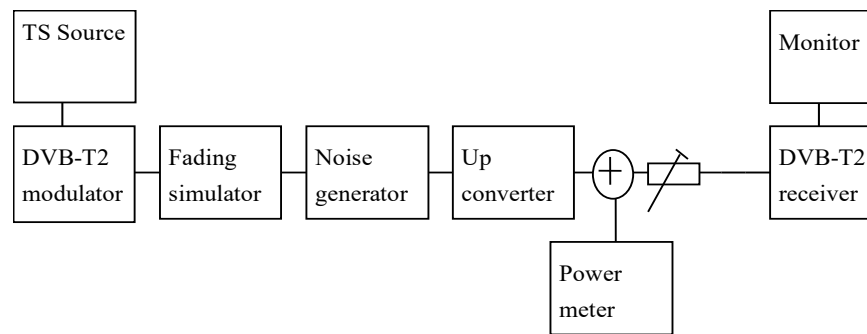 TS Source
Monitor
DVB-T2
modulator
Fading
simulator
Noise
generator
Up
converter
DVB-T2
receiver
Power
meter